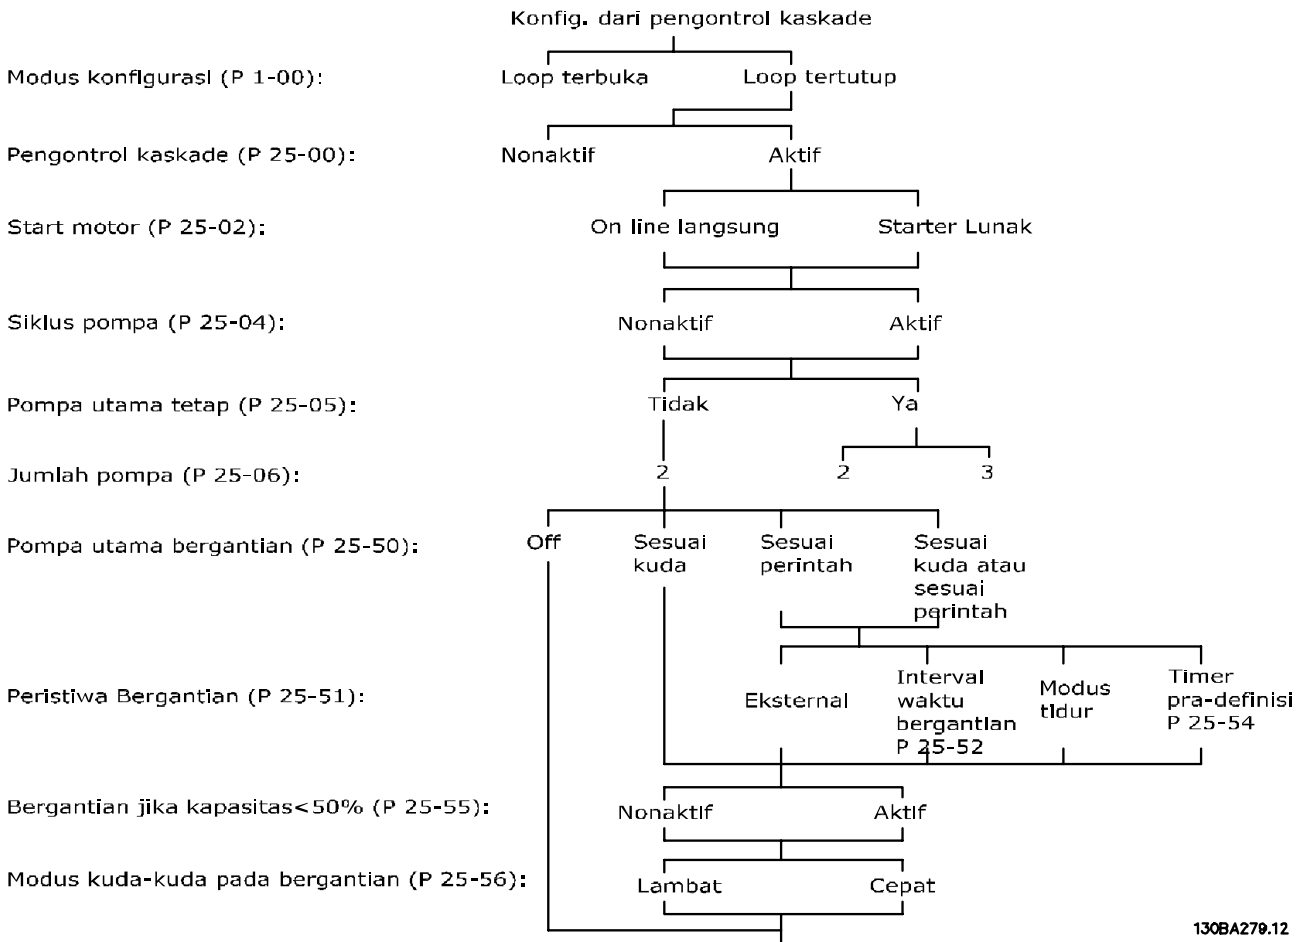 Konfig. dari pengontrol kaskade
Modus konfigurasi (P 1-00):
Loop terbuka
Loop tertutup
Pengontrol kaskade (P 25-00):
Nonaktif
Aktif
Start motor (P 25-02):
On line langsung
Starter Lunak
Siklus pompa (P 25-04):
Nonaktif
Aktif
Pompa utama tetap (P 25-05):
Tidak
Ya
Jumlah pompa (P 25-06):
2
2
3
Pompa utama bergantian (P 25-50):
Off
Sesuai
kuda
Sesuai
perintah
Sesuai
kuda atau
sesuai
perintah
Peristiwa Bergantian (P 25-51):
Eksternal
Interval
waktu
bergantian
P 25-52
Modus
tidur
Timer
pra-definisi
P 25-54
Bergantian jika kapasitas<50% (P 25-55):
Nonaktif
Aktif
Modus kuda-kuda pada bergantian (P 25-56):
Lambat
Cepat
130BA279.12